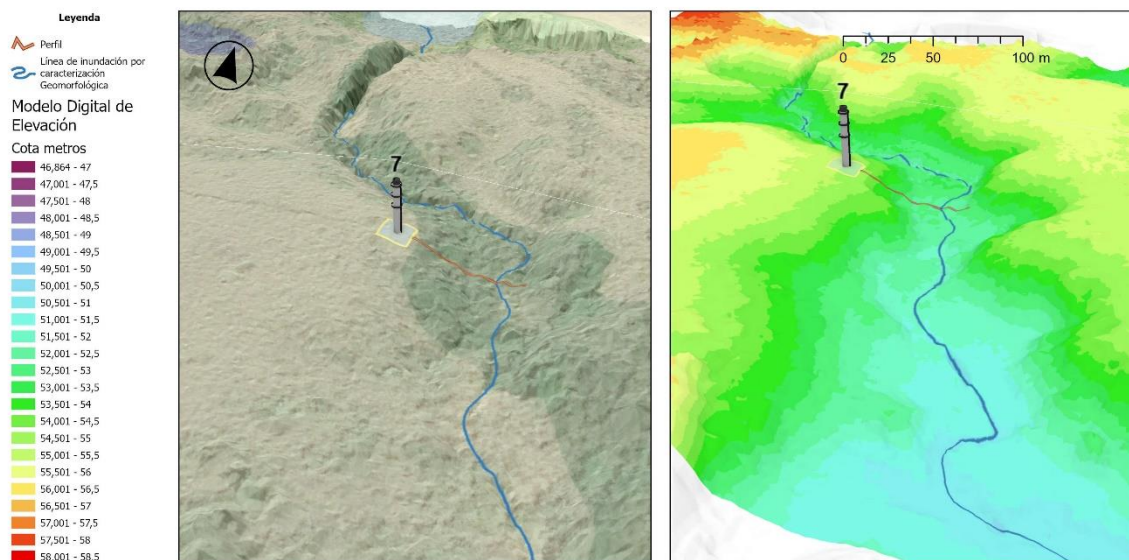 Leyenda
Perfil
Línea de inundación por
caracterización
Geomorfológica
Modelo Digital de
Elevación
Cota metros
46,864 - 47
47,001 - 47,5
47,501 - 48
48,001 - 48,5
48,501 - 49
49,001 - 49,5
49,501 - 50
50,001 - 50,5
50,501 - 51
51,001 - 51,5
51,501 - 52
52,001 - 52,5
52,501 - 53
53,001 - 53,5
53,501 - 54
54,001 - 54,5
54,501 - 55
55,001 - 55,5
55,501 - 56
56,001 - 56,5
56,501 - 57
57,001 - 57,5
57,501 - 58
58,001 - 58,5
7
0 25 50 100 m
7